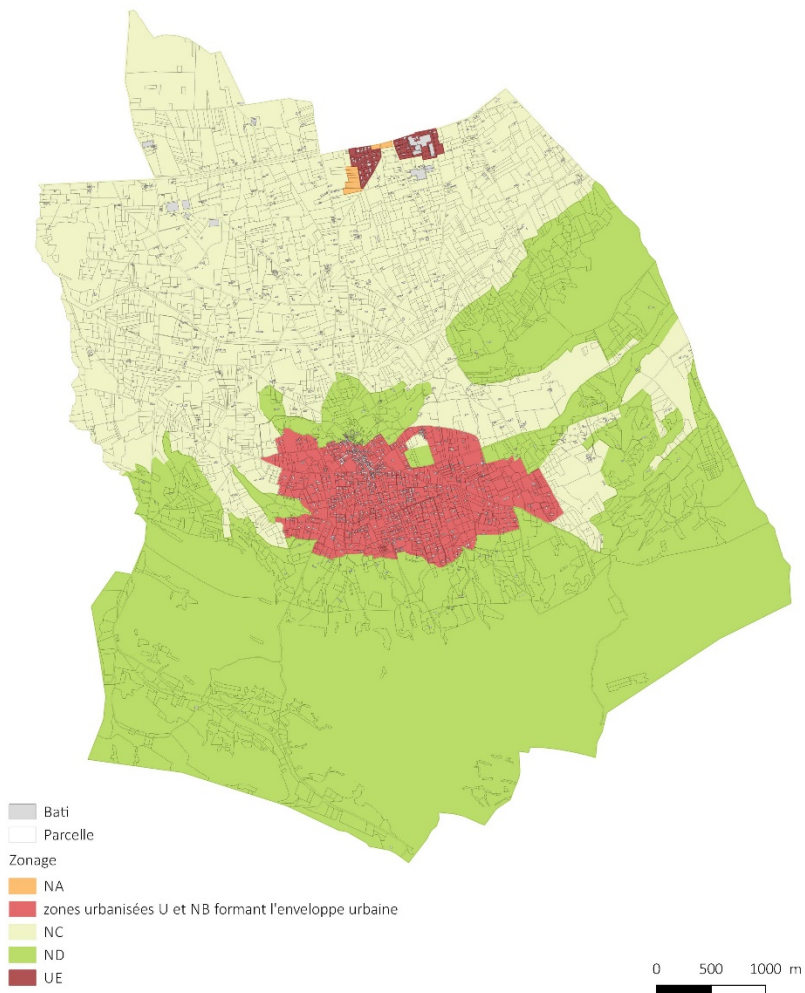 Bati
Parcelle
Zonage
NA
zones urbanisées U et NB formant l'enveloppe urbaine
NC
ND
UE
0 500 1000 m